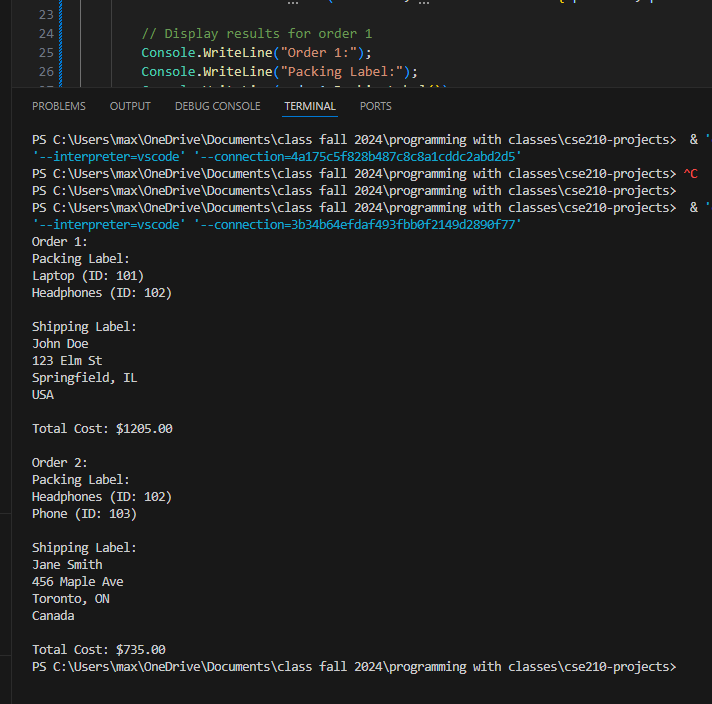 23
24 // Display results for order 1
25 Console.WriteLine("Order 1:");
26 Console.WriteLine("Packing Label:");
PROBLEMS OUTPUT DEBUG CONSOLE TERMINAL PORTS
PS C:\Users\max\OneDrive\Documents\class fall 2024\programming with classes\cse210-projects> & '
'--interpreter=vscode' '--connection=4a175c5f828b487c8c8a1cddc2abd2d5'
PS C:\Users\max\OneDrive\Documents\class fall 2024\programming with classes\cse210-projects> ^C
PS C:\Users\max\OneDrive\Documents\class fall 2024\programming with classes\cse210-projects>
PS C:\Users\max\OneDrive\Documents\class fall 2024\programming with classes\cse210-projects> & '
'--interpreter=vscode' '--connection=3b34b64efdaf493fbb0f2149d2890f77'
Order 1:
Packing Label:
Laptop (ID: 101)
Headphones (ID: 102)

Shipping Label:
John Doe
123 Elm St
Springfield, IL
USA

Total Cost: $1205.00

Order 2:
Packing Label:
Headphones (ID: 102)
Phone (ID: 103)

Shipping Label:
Jane Smith
456 Maple Ave
Toronto, ON
Canada

Total Cost: $735.00
PS C:\Users\max\OneDrive\Documents\class fall 2024\programming with classes\cse210-projects>